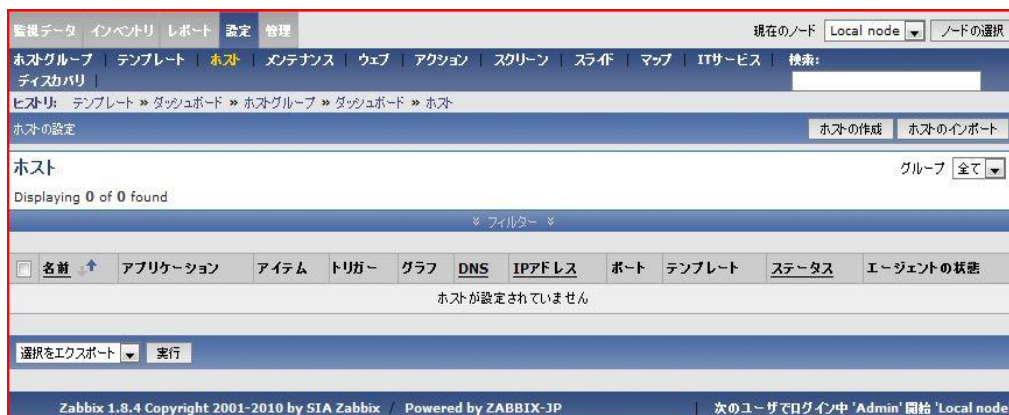 監視データ インベントリ レポート 設定 管理 現在のノード Local node ノードの選択
ホストグループ | テンプレート | ホスト | メンテナンス | ウェブ | アクション | スクリーン | スライド | マップ | ITサービス | 検索:
ディスカバリ |
ヒストリ: テンプレート » ダッシュボード » ホストグループ » ダッシュボード » ホスト
ホストの設定 ホストの作成 ホストのインポート
ホスト グループ 全て
Displaying 0 of 0 found
フィルター
名前 アプリケーション アイテム トリガー グラフ DNS IPアドレス ポート テンプレート ステータス エージェントの状態
ホストが設定されていません
選択をエクスポート 実行
Zabbix 1.8.4 Copyright 2001-2010 by SIA Zabbix / Powered by ZABBIX-JP | 次のユーザでログイン中 'Admin' 開始 'Local node